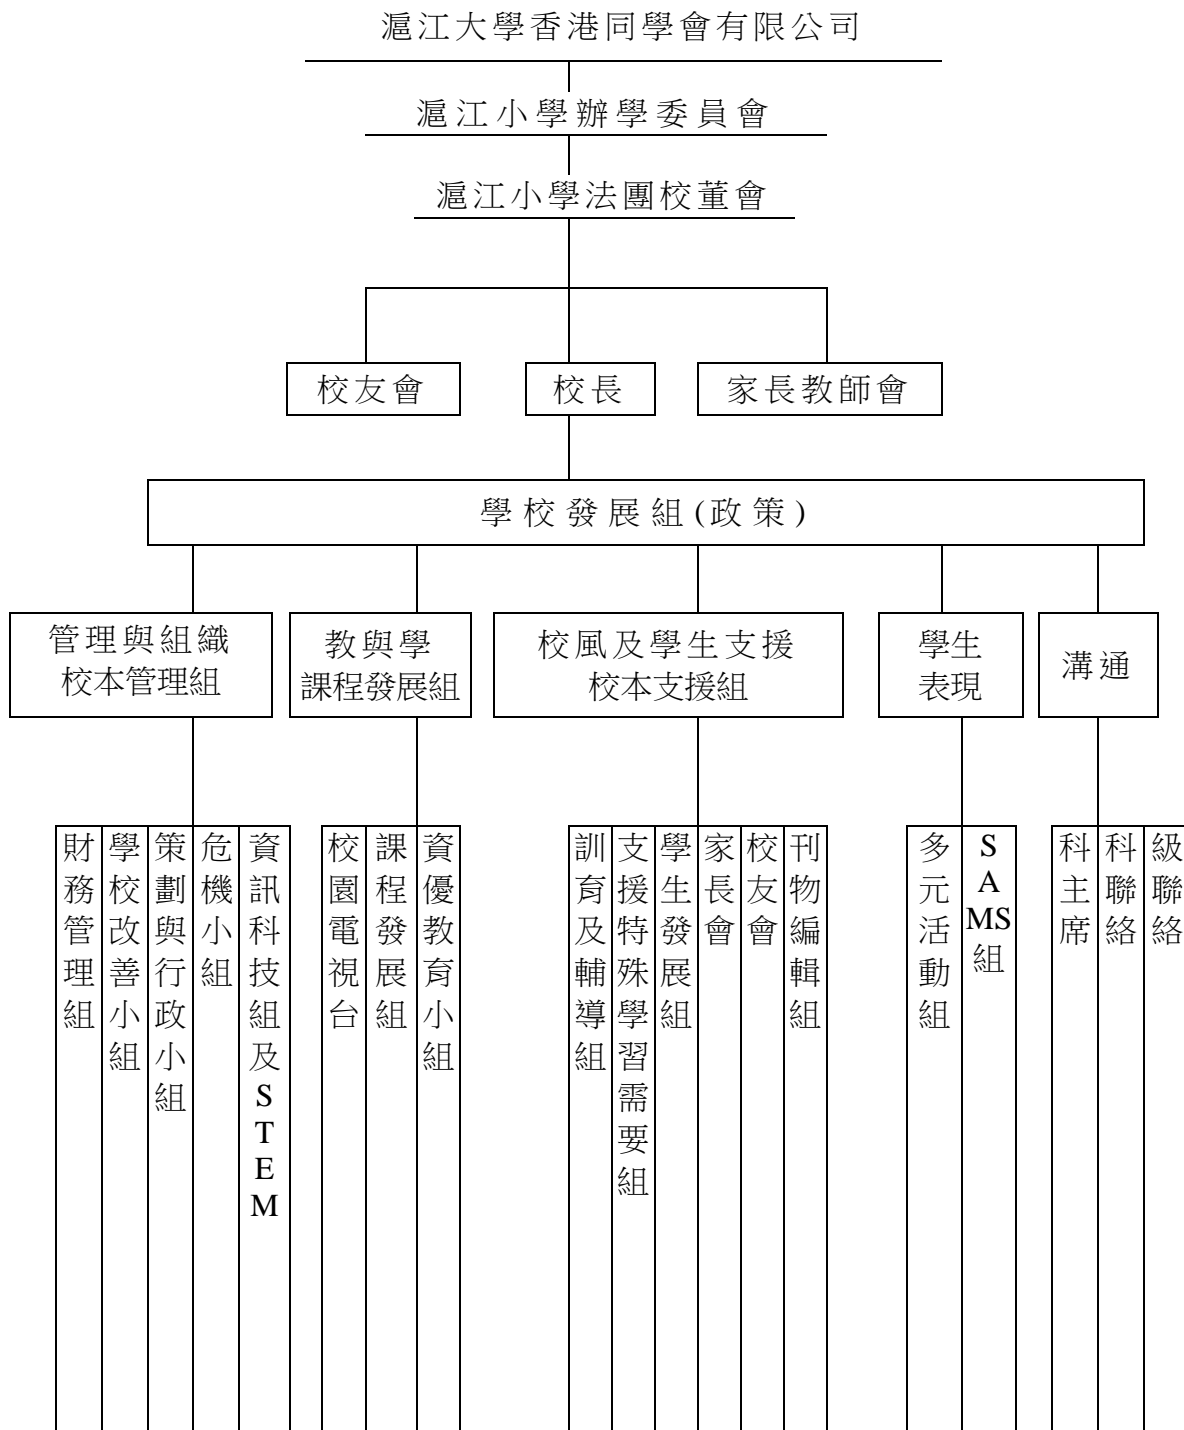 滬江大學香港同學會有限公司
滬江小學辦學委員會
滬江小學法團校董會
校友會
校長
家長教師會
學校發展組(政策)
管理與組織
校本管理組
教與學
課程發展組
校風及學生支援
校本支援組
學生
表現
溝通
財務管理組
學校改善小組
策劃與行政小組
危機小組
資訊科技組及STEM
校園電視台
課程發展組
資優教育小組
訓育及輔導組
支援特殊學習需要組
學生發展組
家長會
校友會
刊物編輯組
多元活動組
SAMS組
科主席
科聯絡
級聯絡